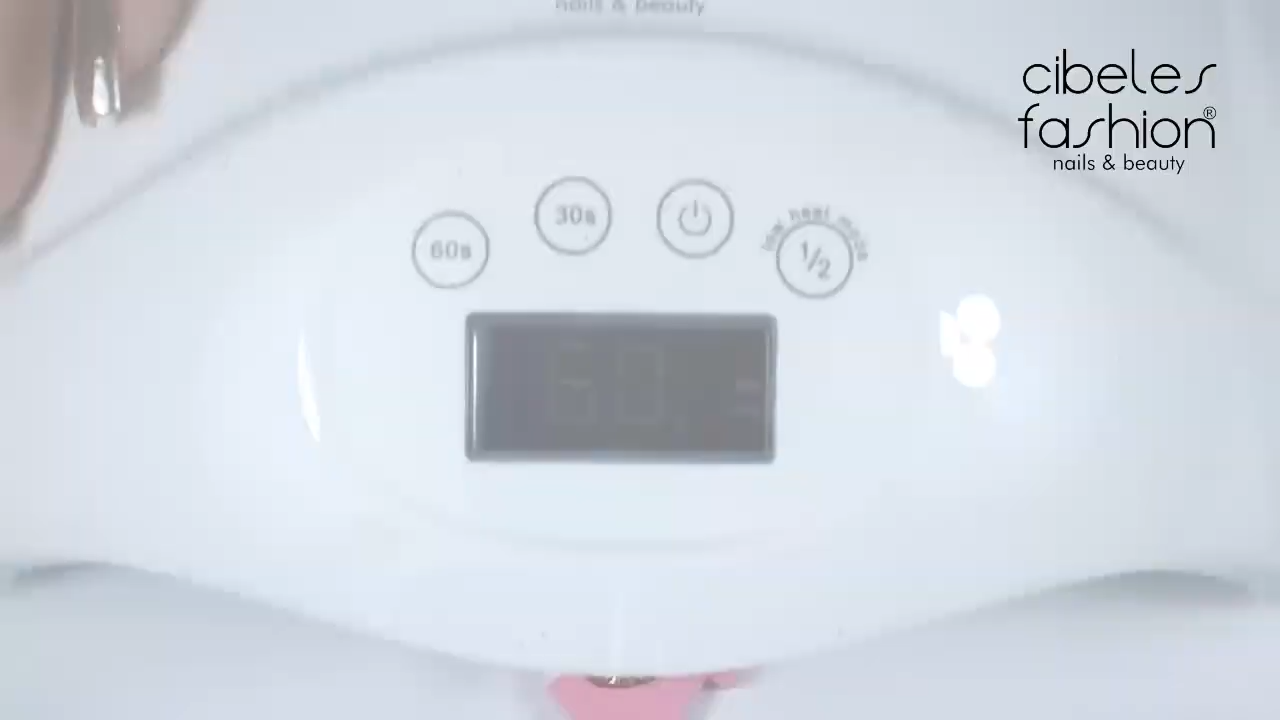 nails & beauty
cibeles
fashion®
nails & beauty
60s
30s
low heat mode
1/2
60